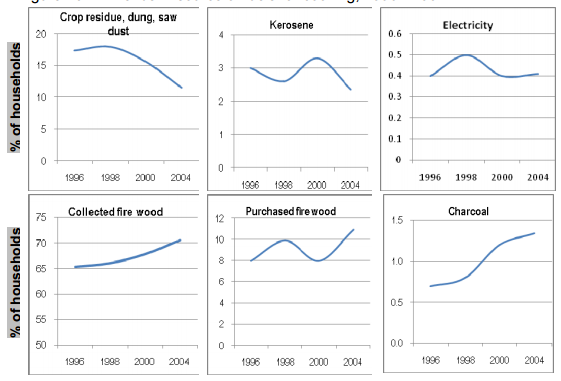 Crop residue, dung, saw
dust
% of households
20
15
10
5
0
1996 1998 2000 2004
Kerosene
4
3
2
1
0
1996 1998 2000 2004
Electricity
0.6
0.5
0.4
0.3
0.2
0.1
0
1996 1998 2000 2004
Collected fire wood
% of households
75
70
65
60
55
50
1996 1998 2000 2004
Purchased fire wood
12
10
8
6
4
2
0
1996 1998 2000 2004
Charcoal
1.5
1.0
0.5
0.0
1996 1998 2000 2004